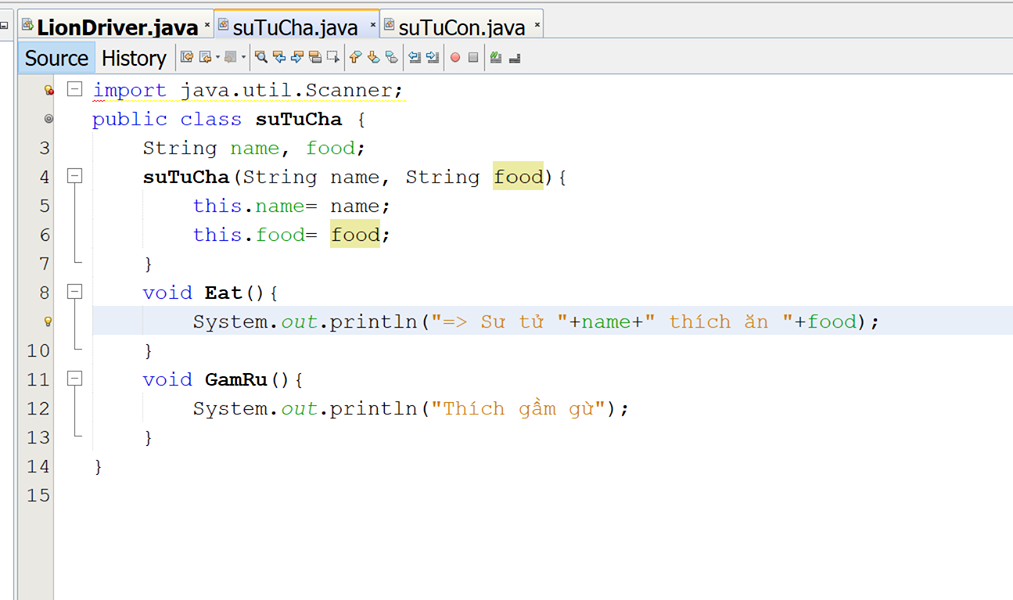 LionDriver.java suTuCha.java suTuCon.java
Source History
import java.util.Scanner;
public class suTuCha {
3 String name, food;
4 suTuCha(String name, String food){
5 this.name= name;
6 this.food= food;
7 }
8 void Eat(){
System.out.println("=> Sư tử "+name+" thích ăn "+food);
10 }
11 void GamRu(){
12 System.out.println("Thích gầm gừ");
13 }
14 }
15